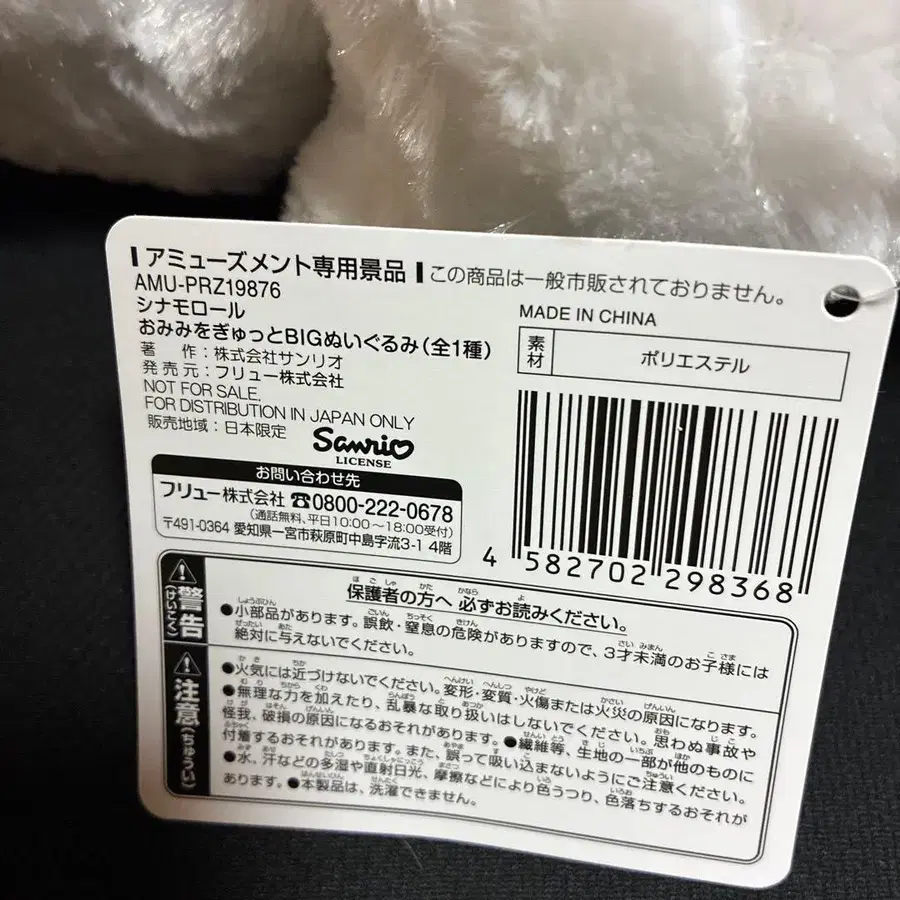 アミューズメント専用景品 この商品は一般市販されておりません。
AMU-PRZ19876
シナモロール
おみみをぎゅっとBIGぬいぐるみ(全1種)
著 作:株式会社サンリオ
発売元:フリュー株式会社
NOT FOR SALE.
FOR DISTRIBUTION IN JAPAN ONLY
販売地域:日本限定
Sanrio
LICENSE
お問い合わせ先
フリュー株式会社 ☎0800-222-0678
(通話無料、平日10:00〜18:00受付)
〒491-0364 愛知県一宮市萩原町中島字流3-1 4階
MADE IN CHINA
素材 ポリエステル
4 582702 298368
警告(けいこく)
保護者の方へ 必ずお読みください。
●小部品があります。誤飲・窒息の危険がありますので、3才未満のお子様には
絶対に与えないでください。
注意(ちゅうい)
●火気には近づけないでください。変形・変質・火傷または火災の原因になります。
●無理な力を加えたり、乱暴な取り扱いはしないでください。思わぬ事故や
怪我、破損の原因になるおそれがあります。●繊維等、生地の一部が他のものに
付着するおそれがあります。また、誤って吸い込まないようにご注意ください。
●水、汗などの多湿や直射日光、摩擦などにより色うつり、色落ちするおそれが
あります。●本製品は、洗濯できません。